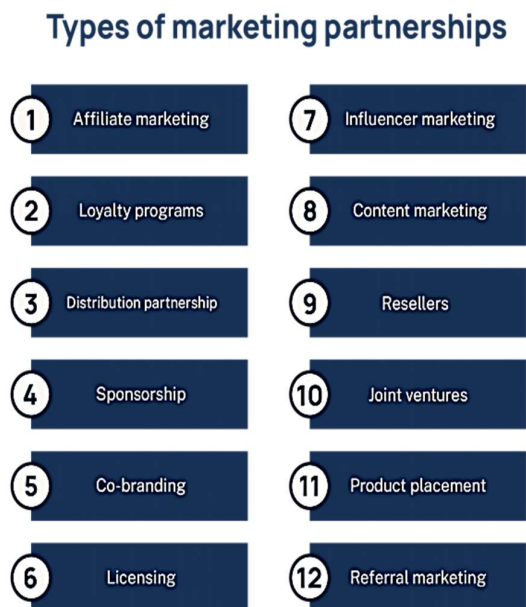 Types of marketing partnerships
1
Affiliate marketing
2
Loyalty programs
3
Distribution partnership
4
Sponsorship
5
Co-branding
6
Licensing
7
Influencer marketing
8
Content marketing
9
Resellers
10
Joint ventures
11
Product placement
12
Referral marketing